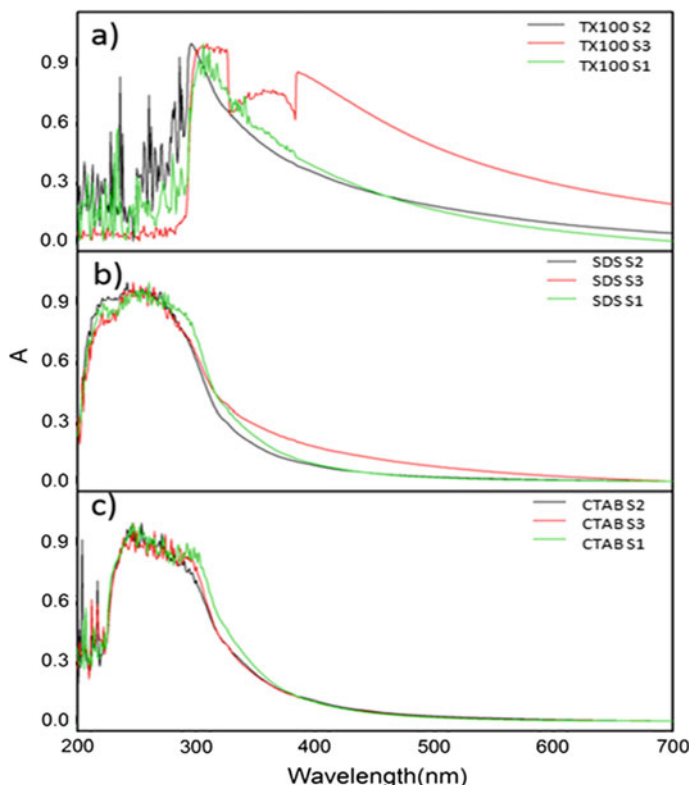 a)
TX100 S2
TX100 S3
TX100 S1
0.9
0.6
0.3
0.0
b)
SDS S2
SDS S3
SDS S1
0.9
0.6
0.3
0.0
A
c)
CTAB S2
CTAB S3
CTAB S1
0.9
0.6
0.3
0.0
200 300 400 500 600 700
Wavelength(nm)